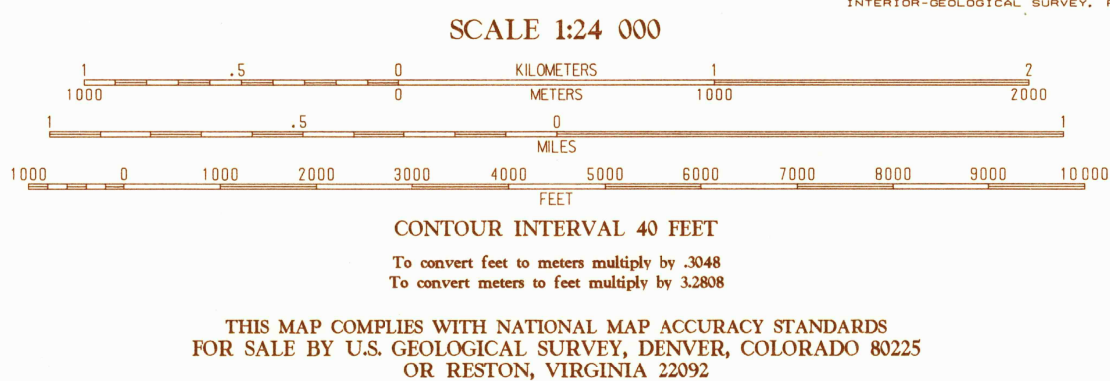 INTERIOR-GEOLOGICAL SURVEY,
SCALE 1:24 000
1 .5 0 KILOMETERS 1 2
1000 0 METERS 1000 2000
1 .5 0 1
MILES
1000 0 1000 2000 3000 4000 5000 6000 7000 8000 9000 10000
FEET
CONTOUR INTERVAL 40 FEET
To convert feet to meters multiply by .3048
To convert meters to feet multiply by 3.2808
THIS MAP COMPLIES WITH NATIONAL MAP ACCURACY STANDARDS
FOR SALE BY U.S. GEOLOGICAL SURVEY, DENVER, COLORADO 80225
OR RESTON, VIRGINIA 22092